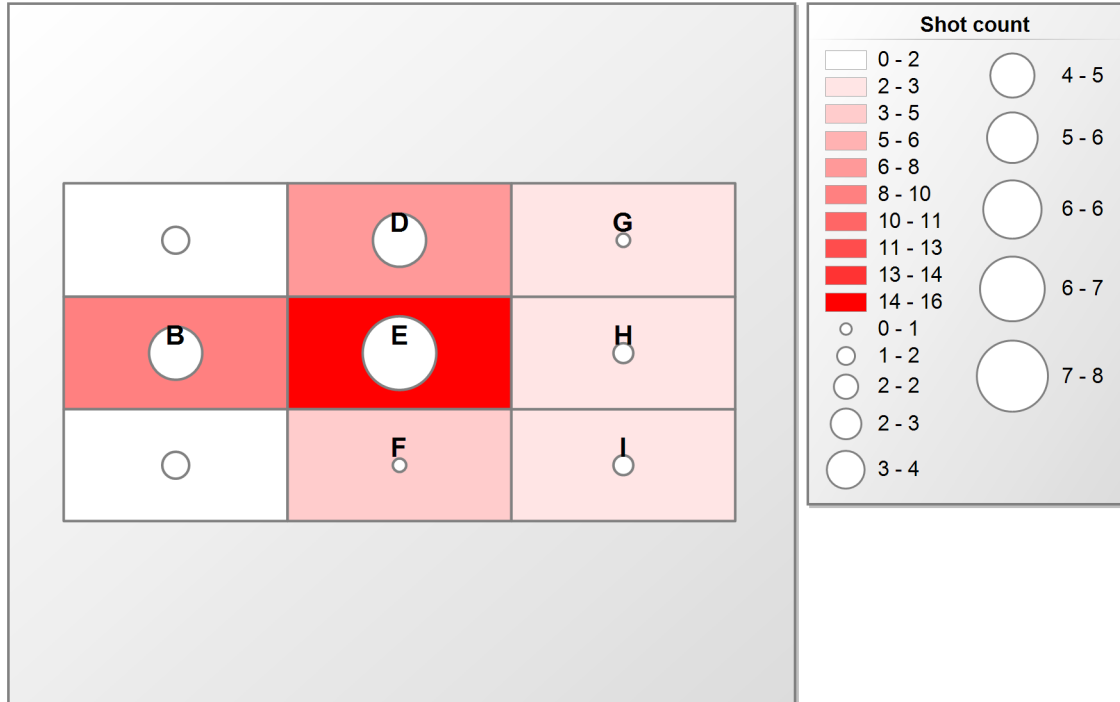 D
G
B
E
H
F
I
Shot count
0 - 2
2 - 3
3 - 5
5 - 6
6 - 8
8 - 10
10 - 11
11 - 13
13 - 14
14 - 16
0 - 1
1 - 2
2 - 2
2 - 3
3 - 4
4 - 5
5 - 6
6 - 6
6 - 7
7 - 8